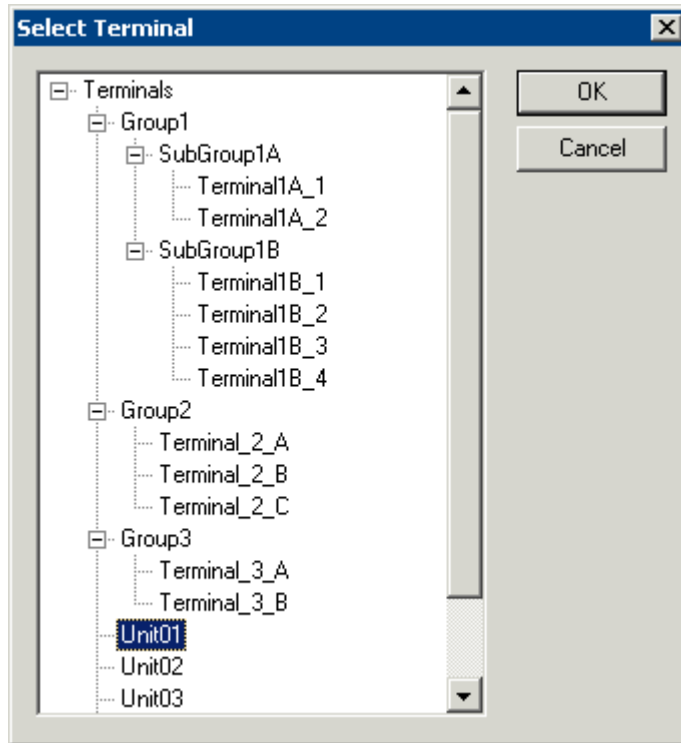 Select Terminal
Terminals
Group1
SubGroup1A
Terminal1A_1
Terminal1A_2
SubGroup1B
Terminal1B_1
Terminal1B_2
Terminal1B_3
Terminal1B_4
Group2
Terminal_2_A
Terminal_2_B
Terminal_2_C
Group3
Terminal_3_A
Terminal_3_B
Unit01
Unit02
Unit03
OK
Cancel